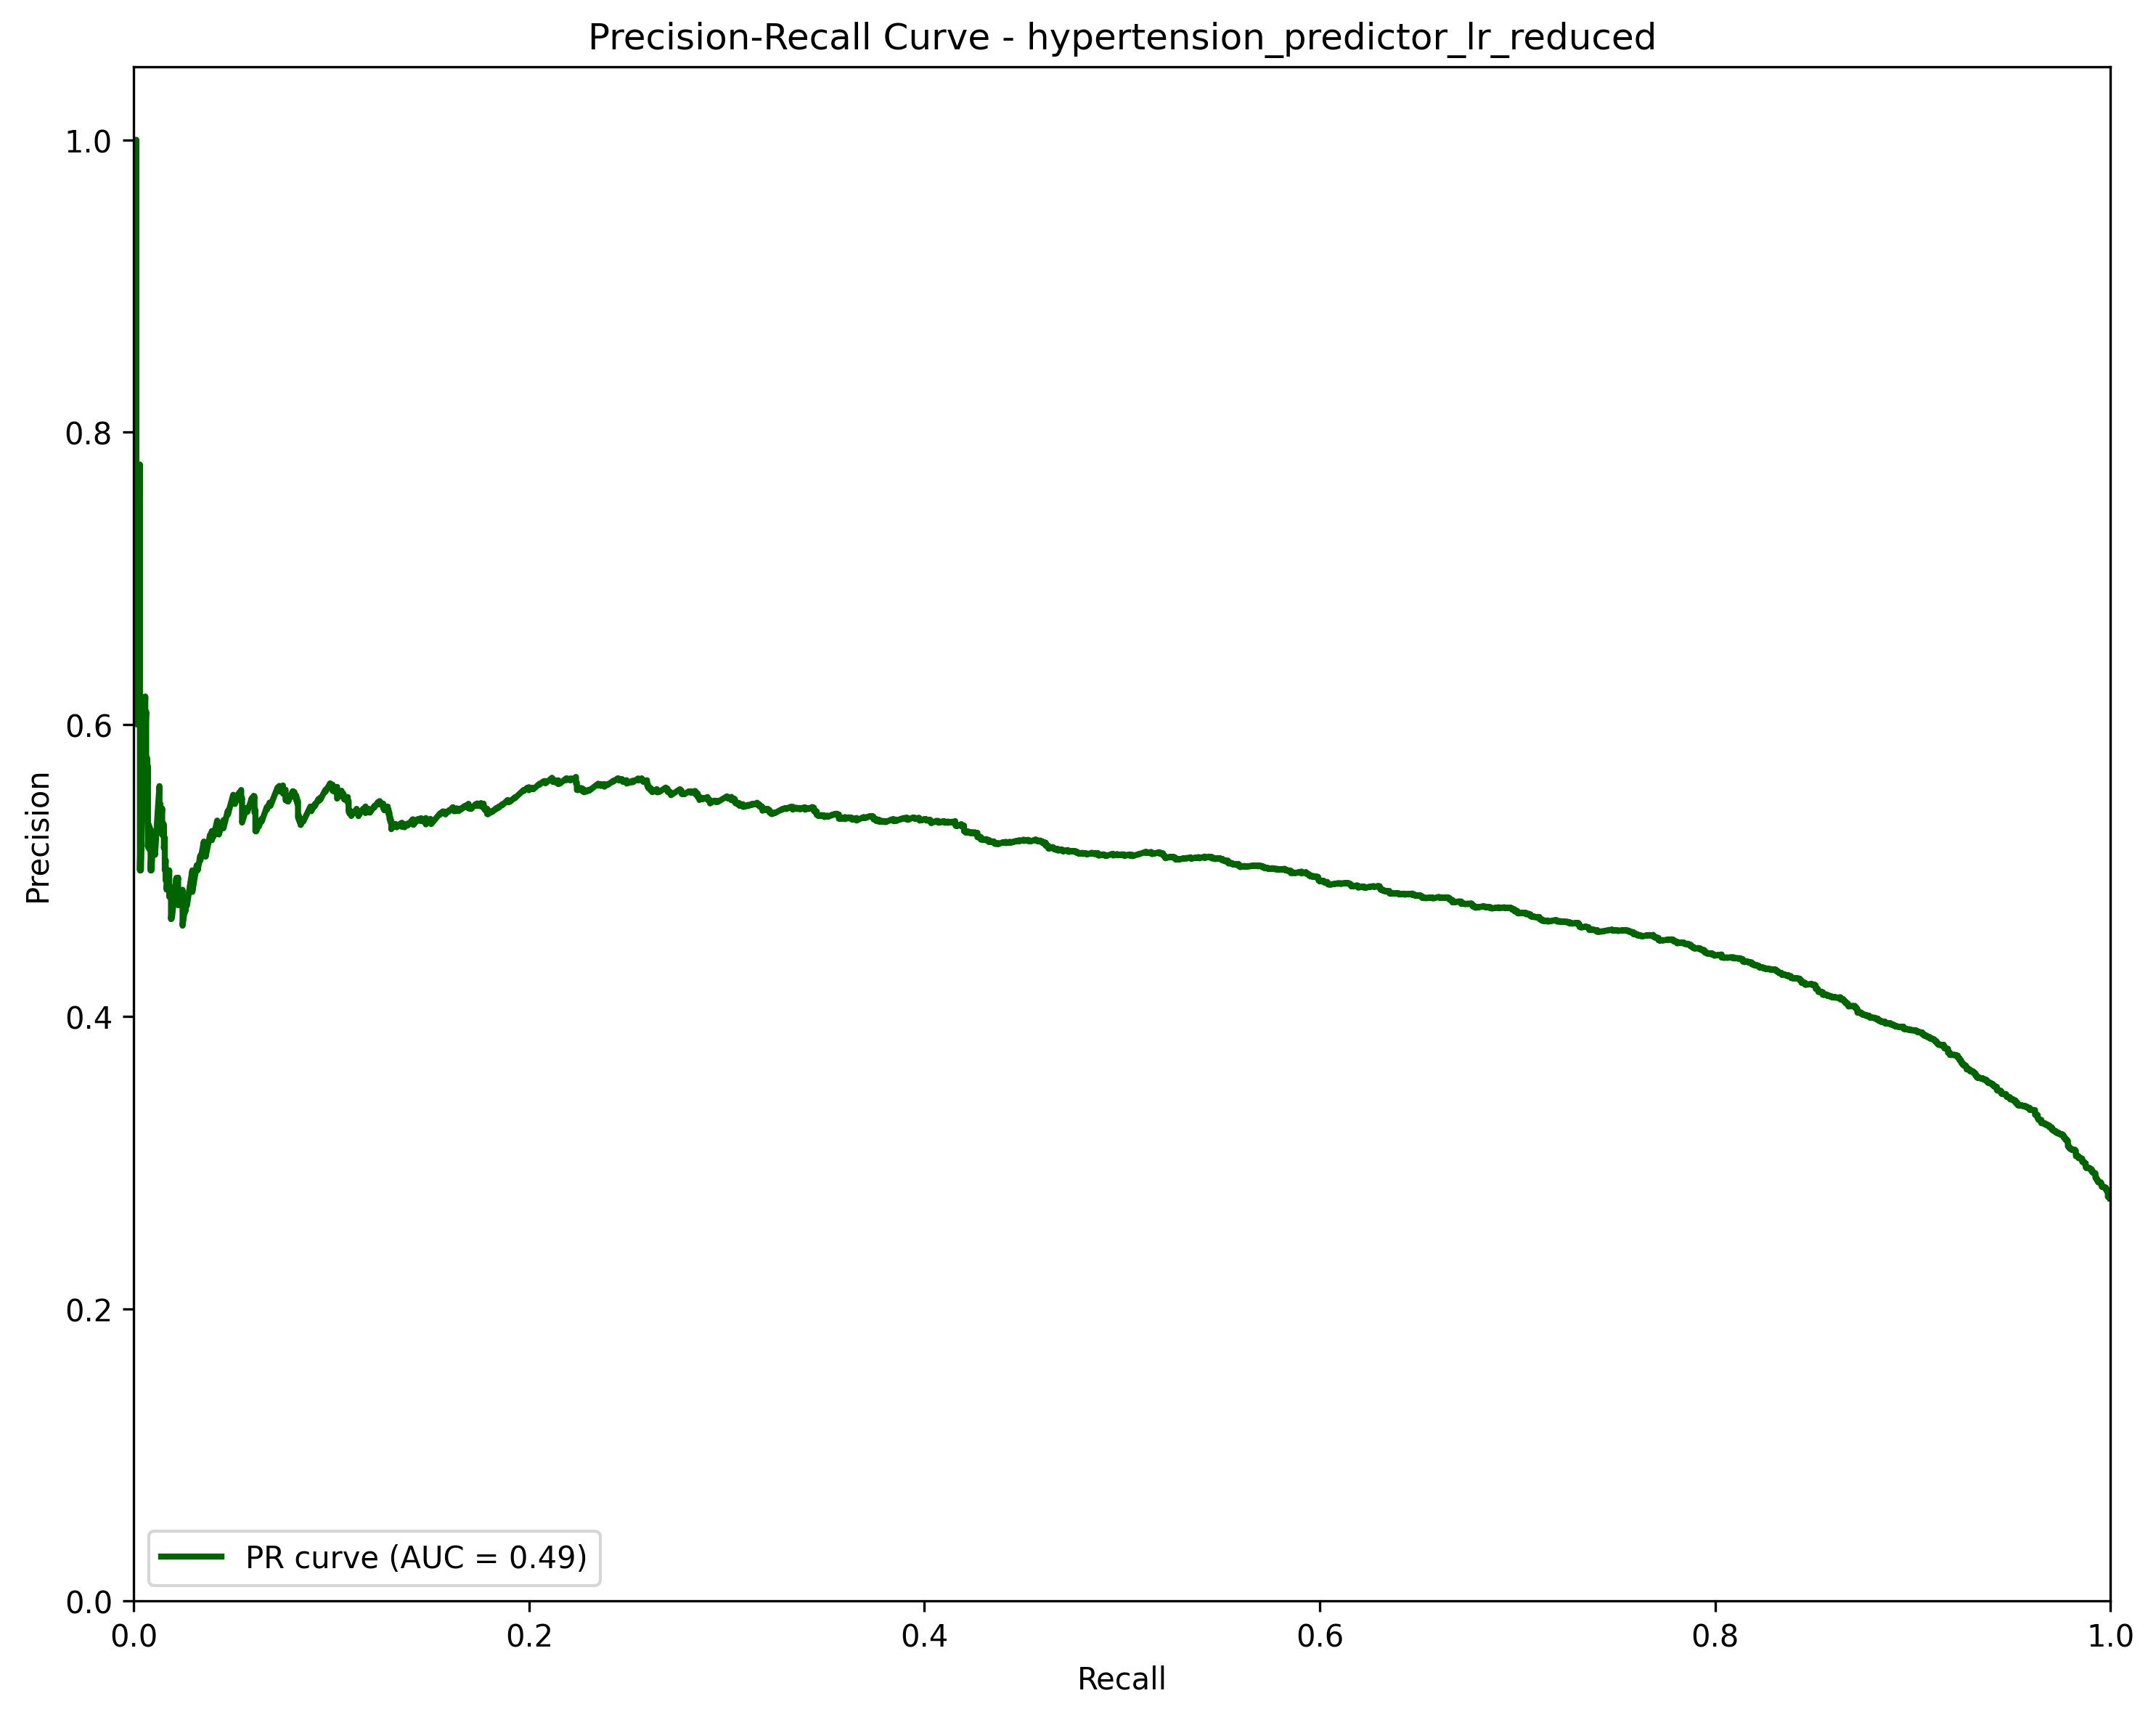 Precision-Recall Curve - hypertension_predictor_lr_reduced
1.0
0.8
0.6
0.4
0.2
0.0
Precision
PR curve (AUC = 0.49)
0.0 0.2 0.4 0.6 0.8 1.0
Recall